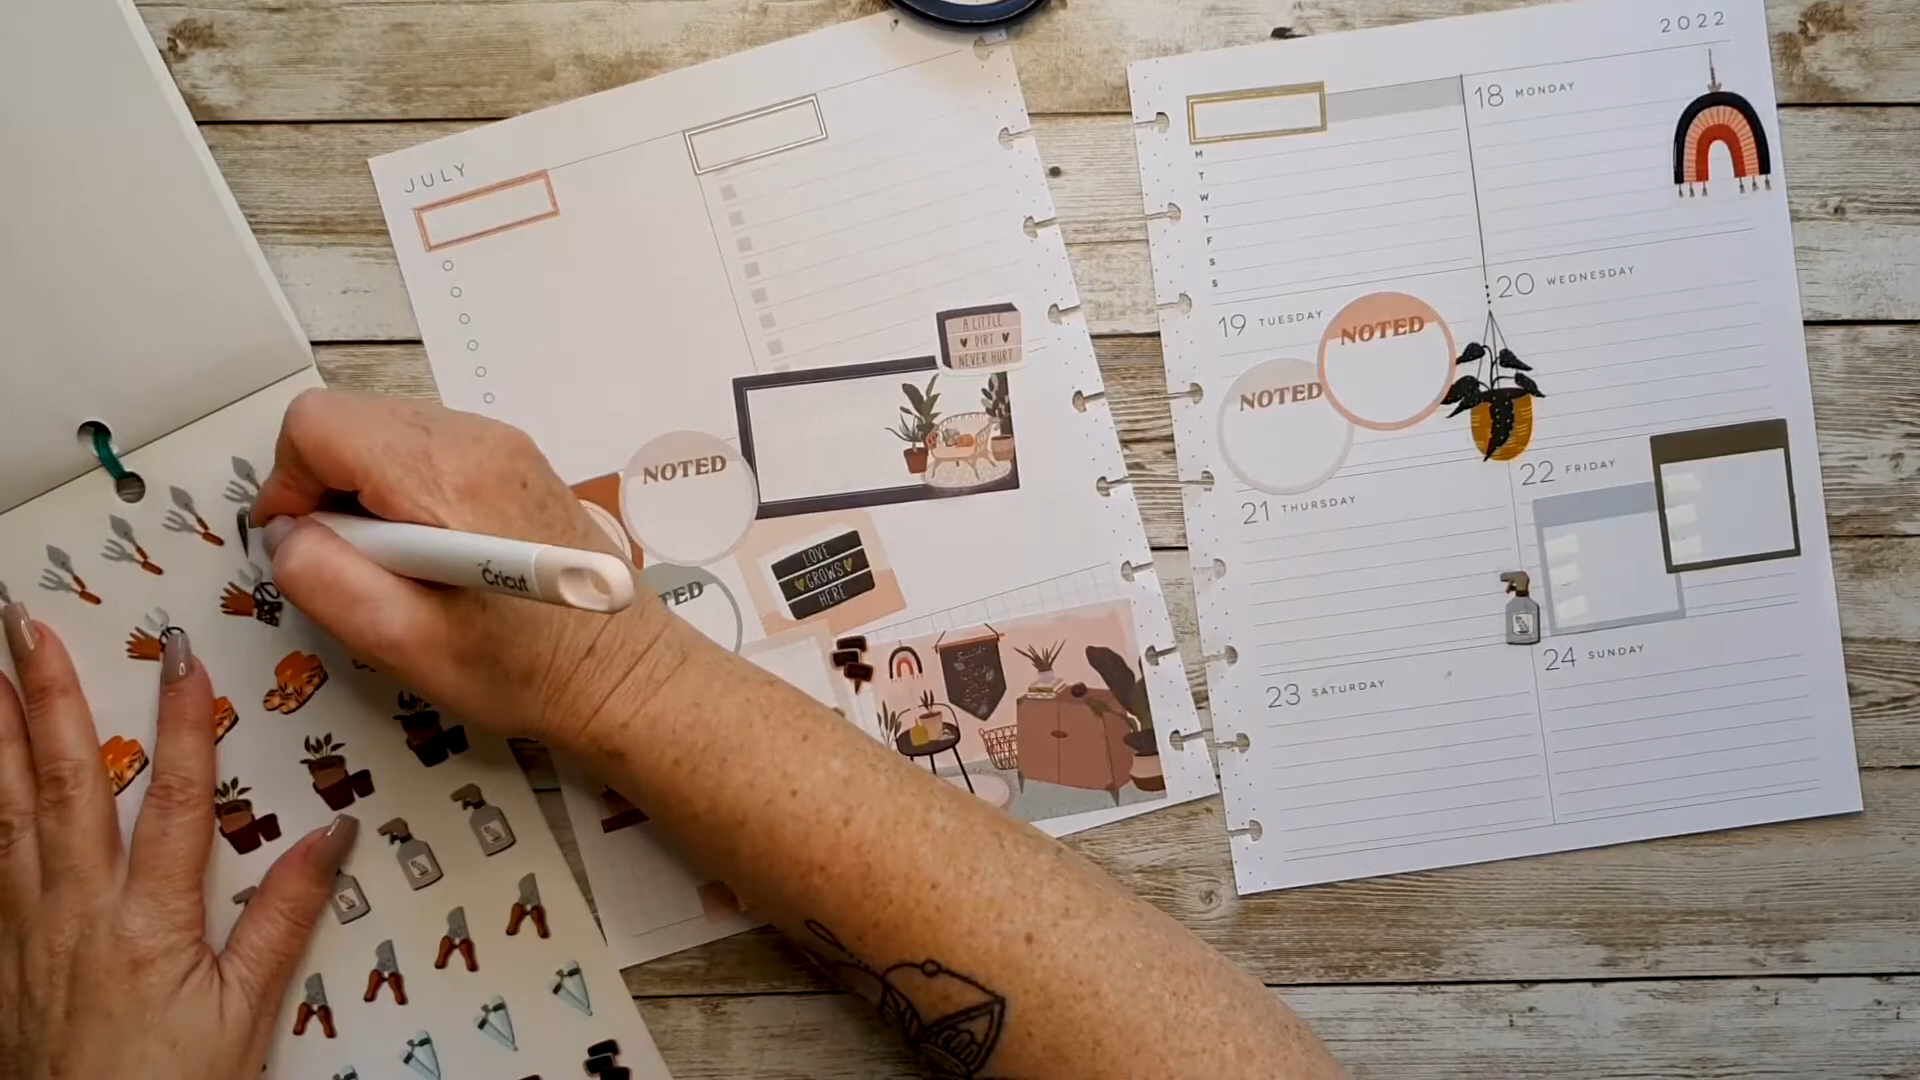 JULY
A LITTLE
DIRT
NEVER HURT
NOTED
LOVE
GROWS
HERE
Cricut
2022
18 MONDAY
M
T
W
T
F
S
S
19 TUESDAY
NOTED
NOTED
20 WEDNESDAY
21 THURSDAY
22 FRIDAY
23 SATURDAY
24 SUNDAY